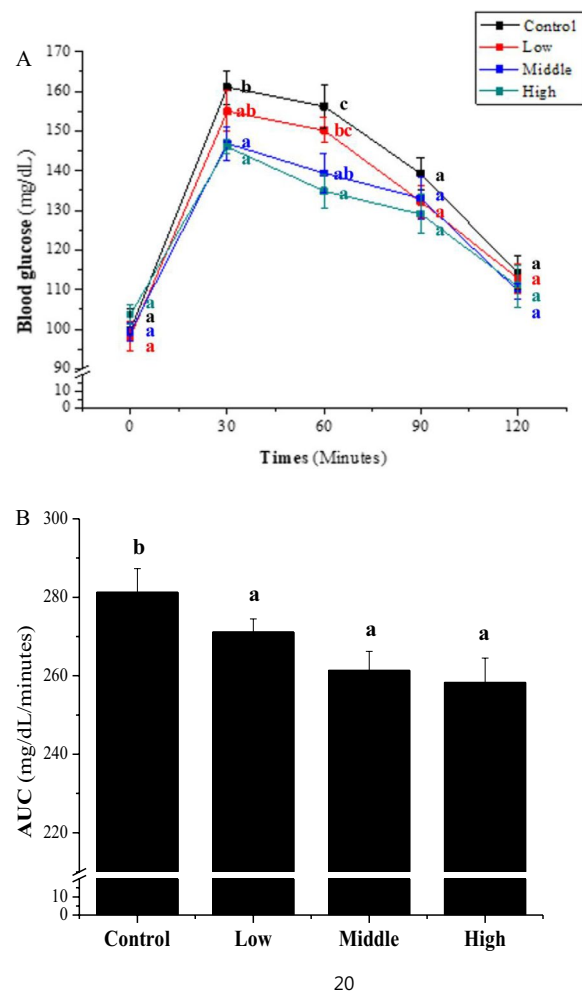 A
Control
Low
Middle
High
170
160
150
140
130
120
110
100
90
10
0
Blood glucose (mg/dL)
b
ab
a
a
c
bc
ab
a
a
a
a
a
a
a
a
a
a
a
a
a
0
30
60
90
120
Times (Minutes)
B
300
280
260
240
220
10
0
AUC (mg/dL/minutes)
b
a
a
a
Control
Low
Middle
High
20